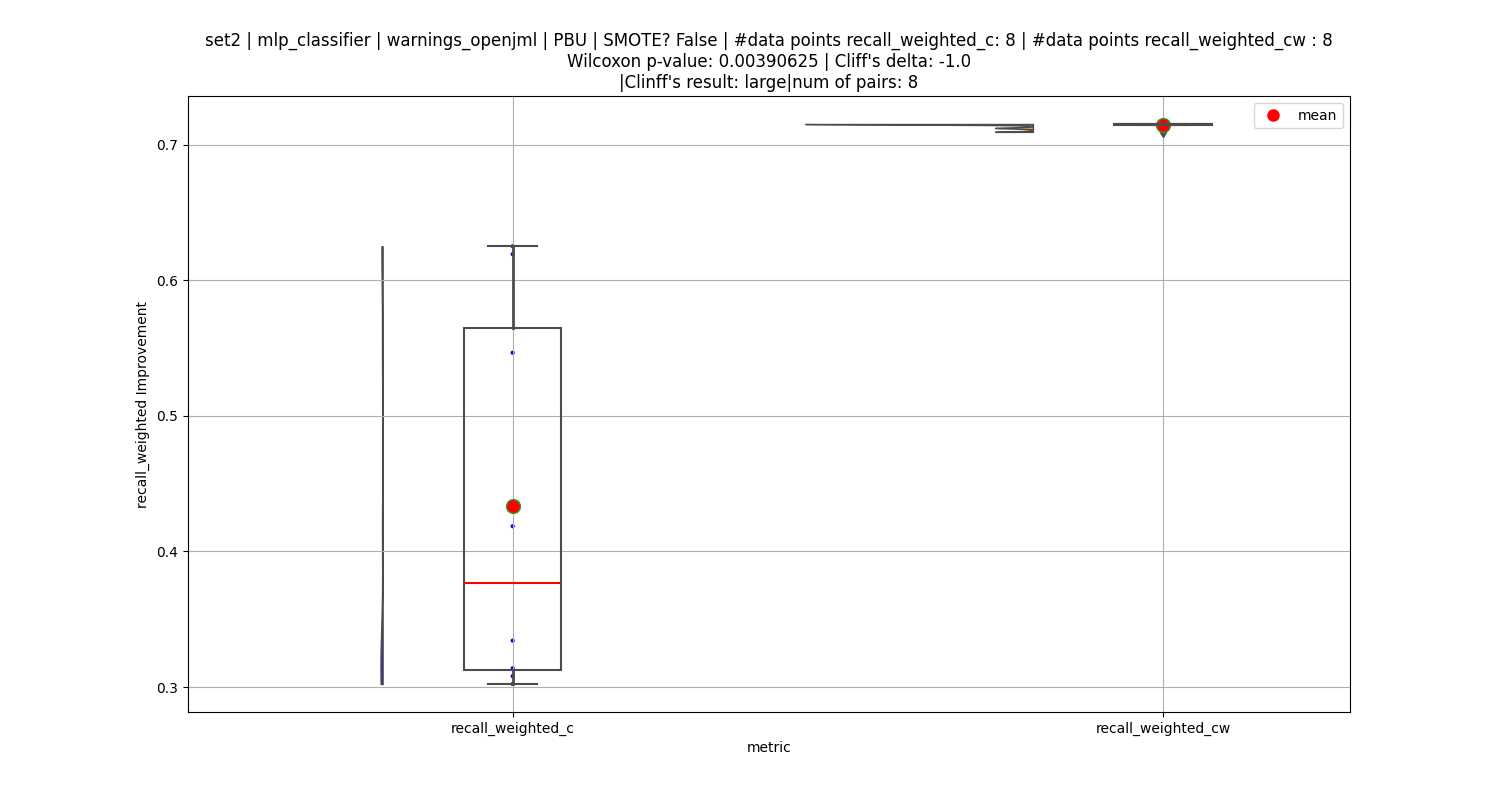 set2 | mlp_classifier | warnings_openjml | PBU | SMOTE? False | #data points recall_weighted_c: 8 | #data points recall_weighted_cw : 8
Wilcoxon p-value: 0.00390625 | Cliff's delta: -1.0
|Clinff's result: large|num of pairs: 8
mean
0.7
0.6
0.5
0.4
0.3
recall_weighted Improvement
recall_weighted_c
recall_weighted_cw
metric